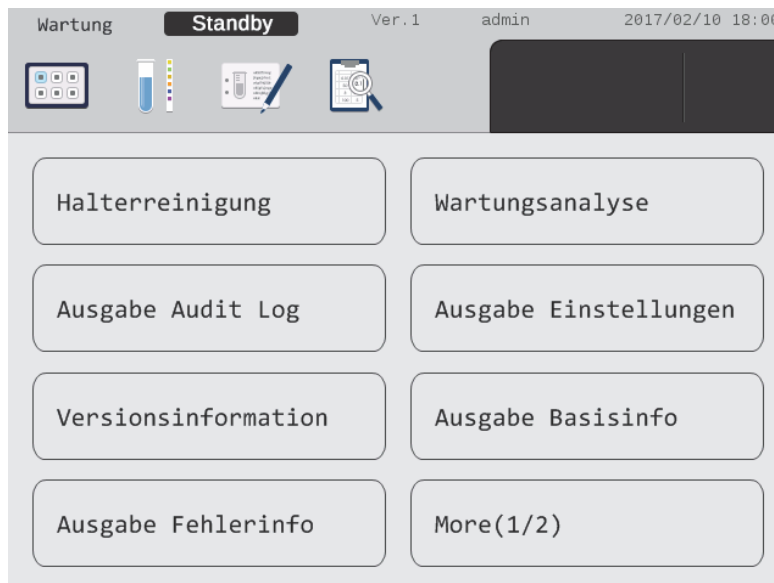 Wartung Standby Ver.1 admin 2017/02/10 18:00
Halterreinigung Wartungsanalyse
Ausgabe Audit Log Ausgabe Einstellungen
Versionsinformation Ausgabe Basisinfo
Ausgabe Fehlerinfo More(1/2)